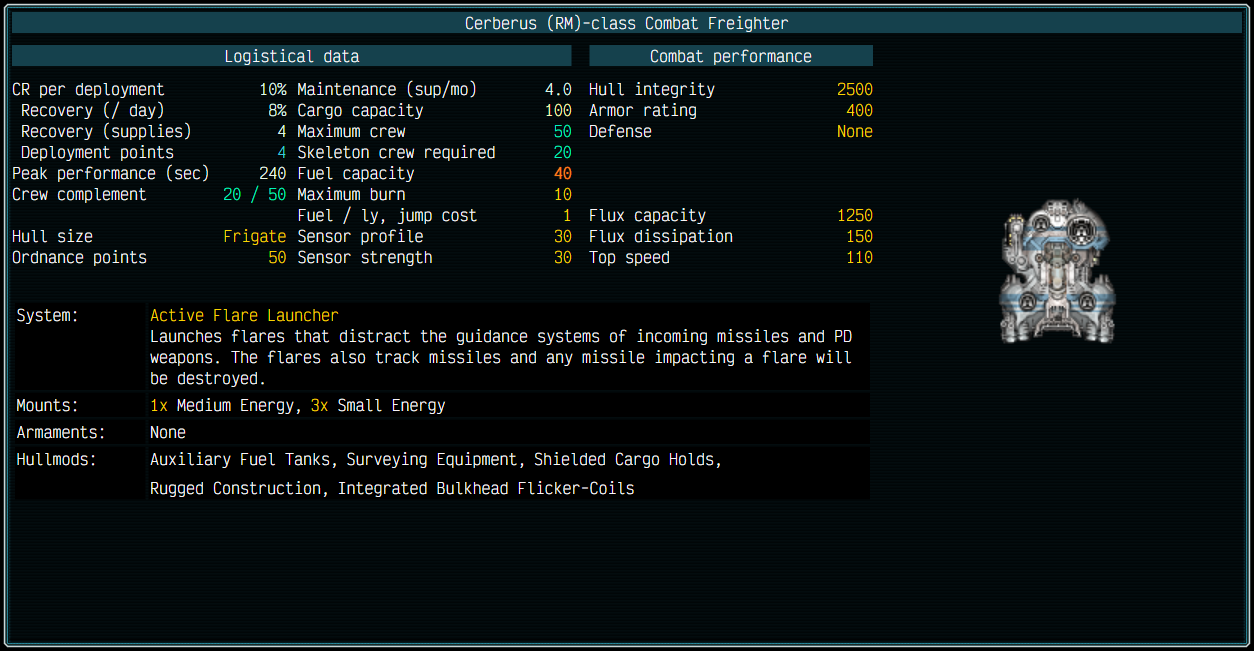 Cerberus (RM)-class Combat Freighter
Logistical data
Combat performance
CR per deployment 10% Maintenance (sup/mo) 4.0 Hull integrity 2500
Recovery (/ day) 8% Cargo capacity 100 Armor rating 400
Recovery (supplies) 4 Maximum crew 50 Defense None
Deployment points 4 Skeleton crew required 20
Peak performance (sec) 240 Fuel capacity 40
Crew complement 20 / 50 Maximum burn 10
Fuel / ly, jump cost 1 Flux capacity 1250
Hull size Frigate Sensor profile 30 Flux dissipation 150
Ordnance points 50 Sensor strength 30 Top speed 110
System: Active Flare Launcher
Launches flares that distract the guidance systems of incoming missiles and PD
weapons. The flares also track missiles and any missile impacting a flare will
be destroyed.
Mounts: 1x Medium Energy, 3x Small Energy
Armaments: None
Hullmods: Auxiliary Fuel Tanks, Surveying Equipment, Shielded Cargo Holds,
Rugged Construction, Integrated Bulkhead Flicker-Coils